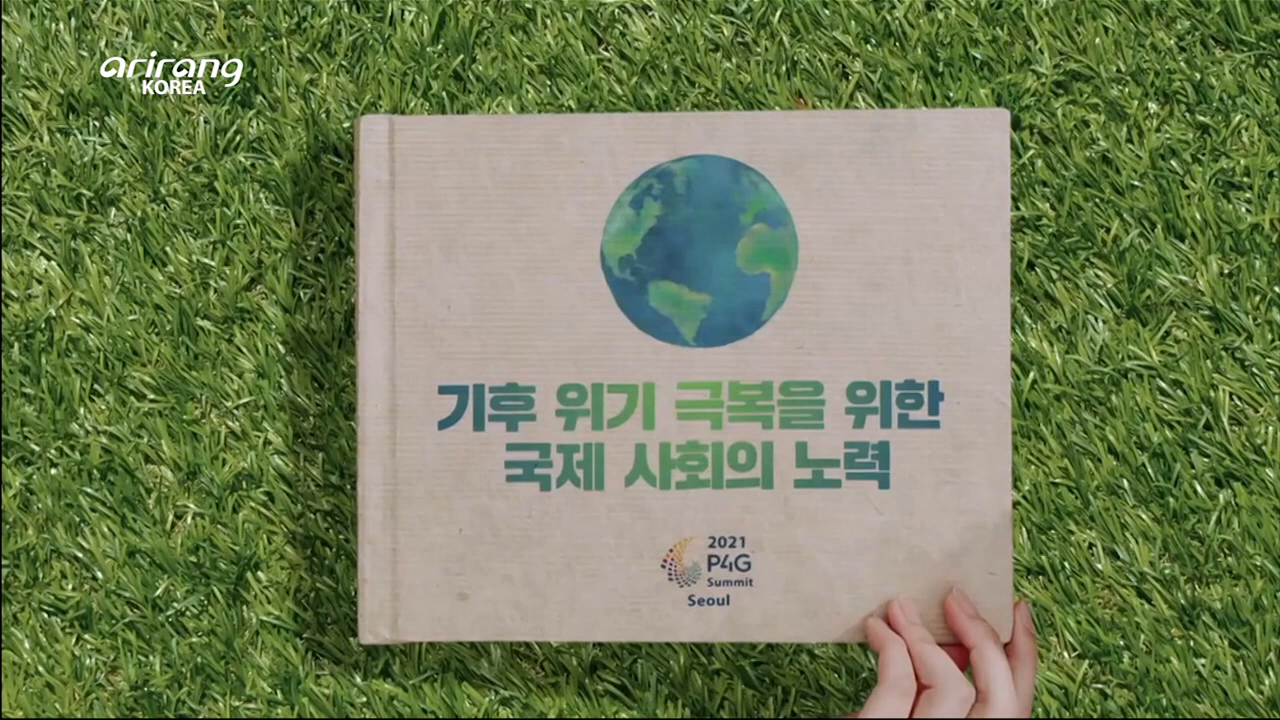 arirang
KOREA
기후 위기 극복을 위한
국제 사회의 노력
2021
P4G
Summit
Seoul